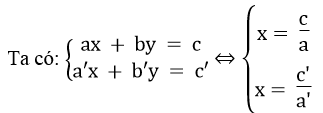 Ta có: { ax + by = c
a'x + b'y = c' ⇔ { x = c/a
x = c'/a'